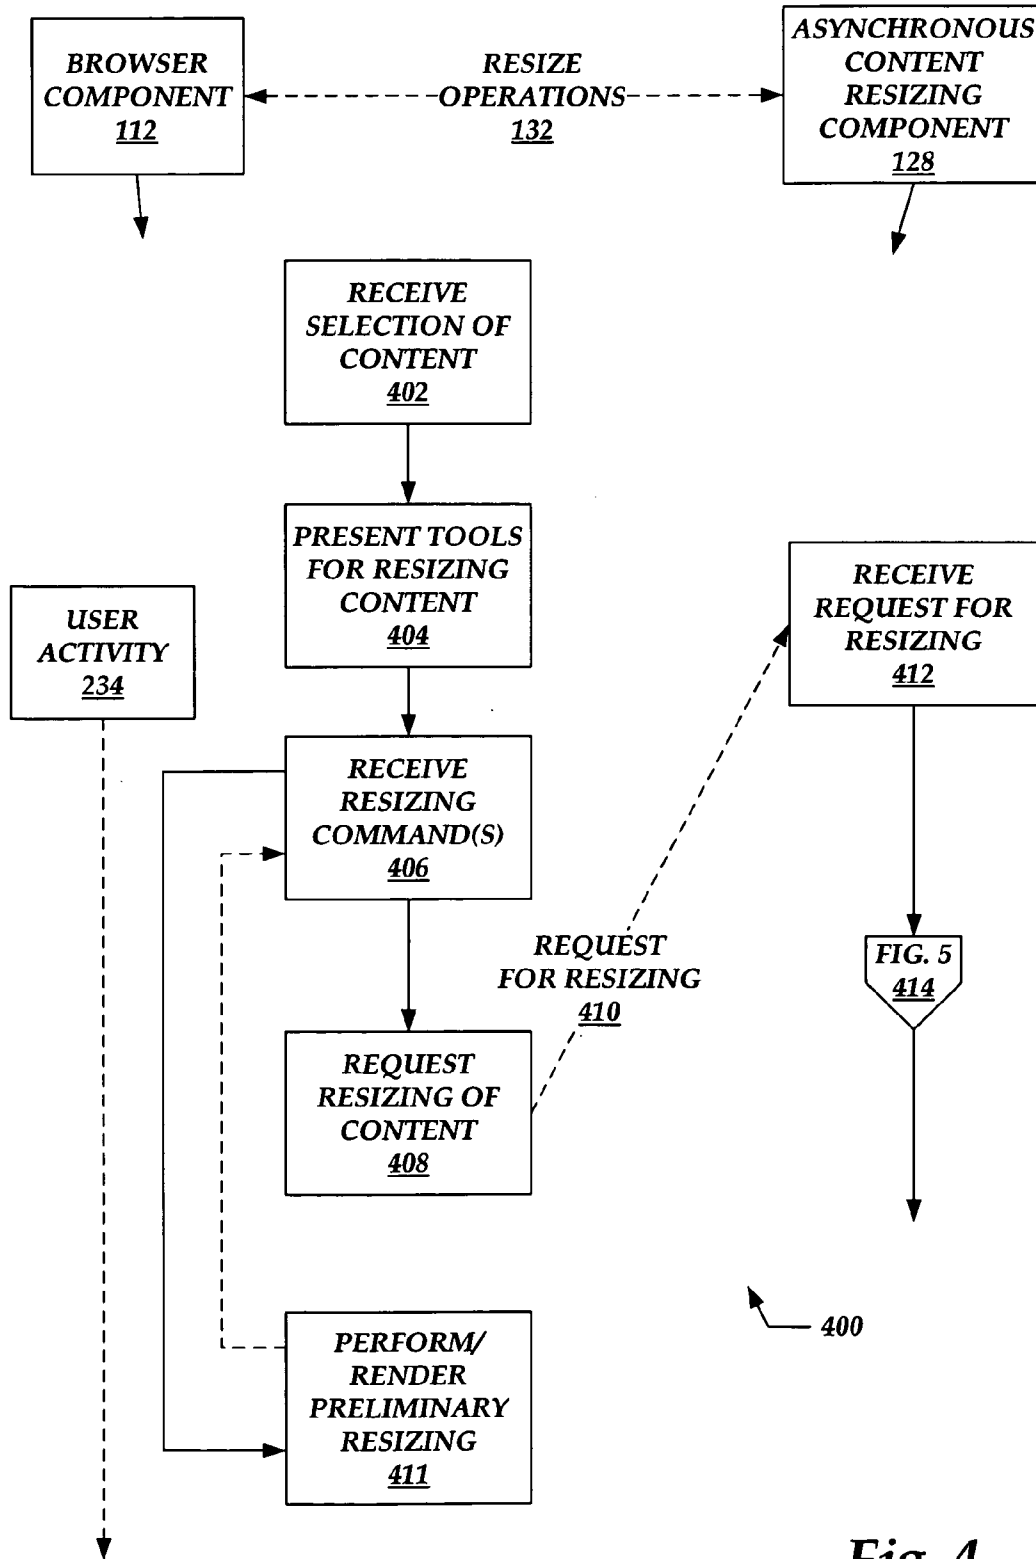 BROWSER
COMPONENT
112
RESIZE
OPERATIONS
132
ASYNCHRONOUS
CONTENT
RESIZING
COMPONENT
128
RECEIVE
SELECTION OF
CONTENT
402
PRESENT TOOLS
FOR RESIZING
CONTENT
404
USER
ACTIVITY
234
RECEIVE
REQUEST FOR
RESIZING
412
RECEIVE
RESIZING
COMMAND(S)
406
REQUEST
FOR RESIZING
410
FIG. 5
414
REQUEST
RESIZING OF
CONTENT
408
PERFORM/
RENDER
PRELIMINARY
RESIZING
411
400
Fig. 4